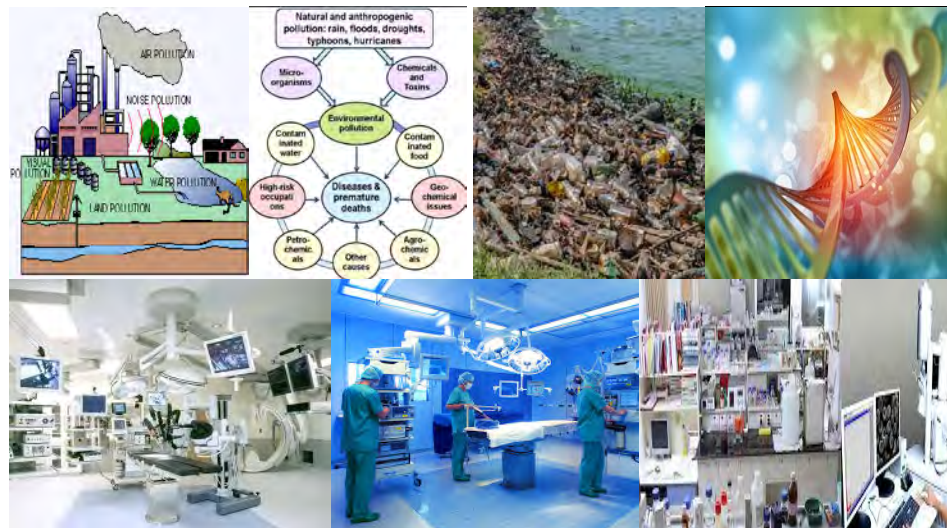 AIR POLLUTION
NOISE POLLUTION
VISUAL
POLLUTION
WATER POLLUTION
LAND POLLUTION
Natural and anthropogenic
pollution: rain, floods, droughts,
typhoons, hurricanes
Micro-
organisms
Chemicals
and
Toxins
Environmental
pollution
Contam
inated
water
Contam
inated
food
High-risk
occupati
ons
Diseases &
premature
deaths
Geo-
chemical
issues
Petro-
chemic
als
Other
causes
Agro-
chemic
als